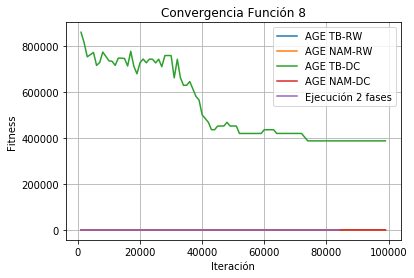 Convergencia Función 8
AGE TB-RW
AGE NAM-RW
AGE TB-DC
AGE NAM-DC
Ejecución 2 fases
800000
600000
400000
200000
0
Fitness
0 20000 40000 60000 80000 100000
Iteración